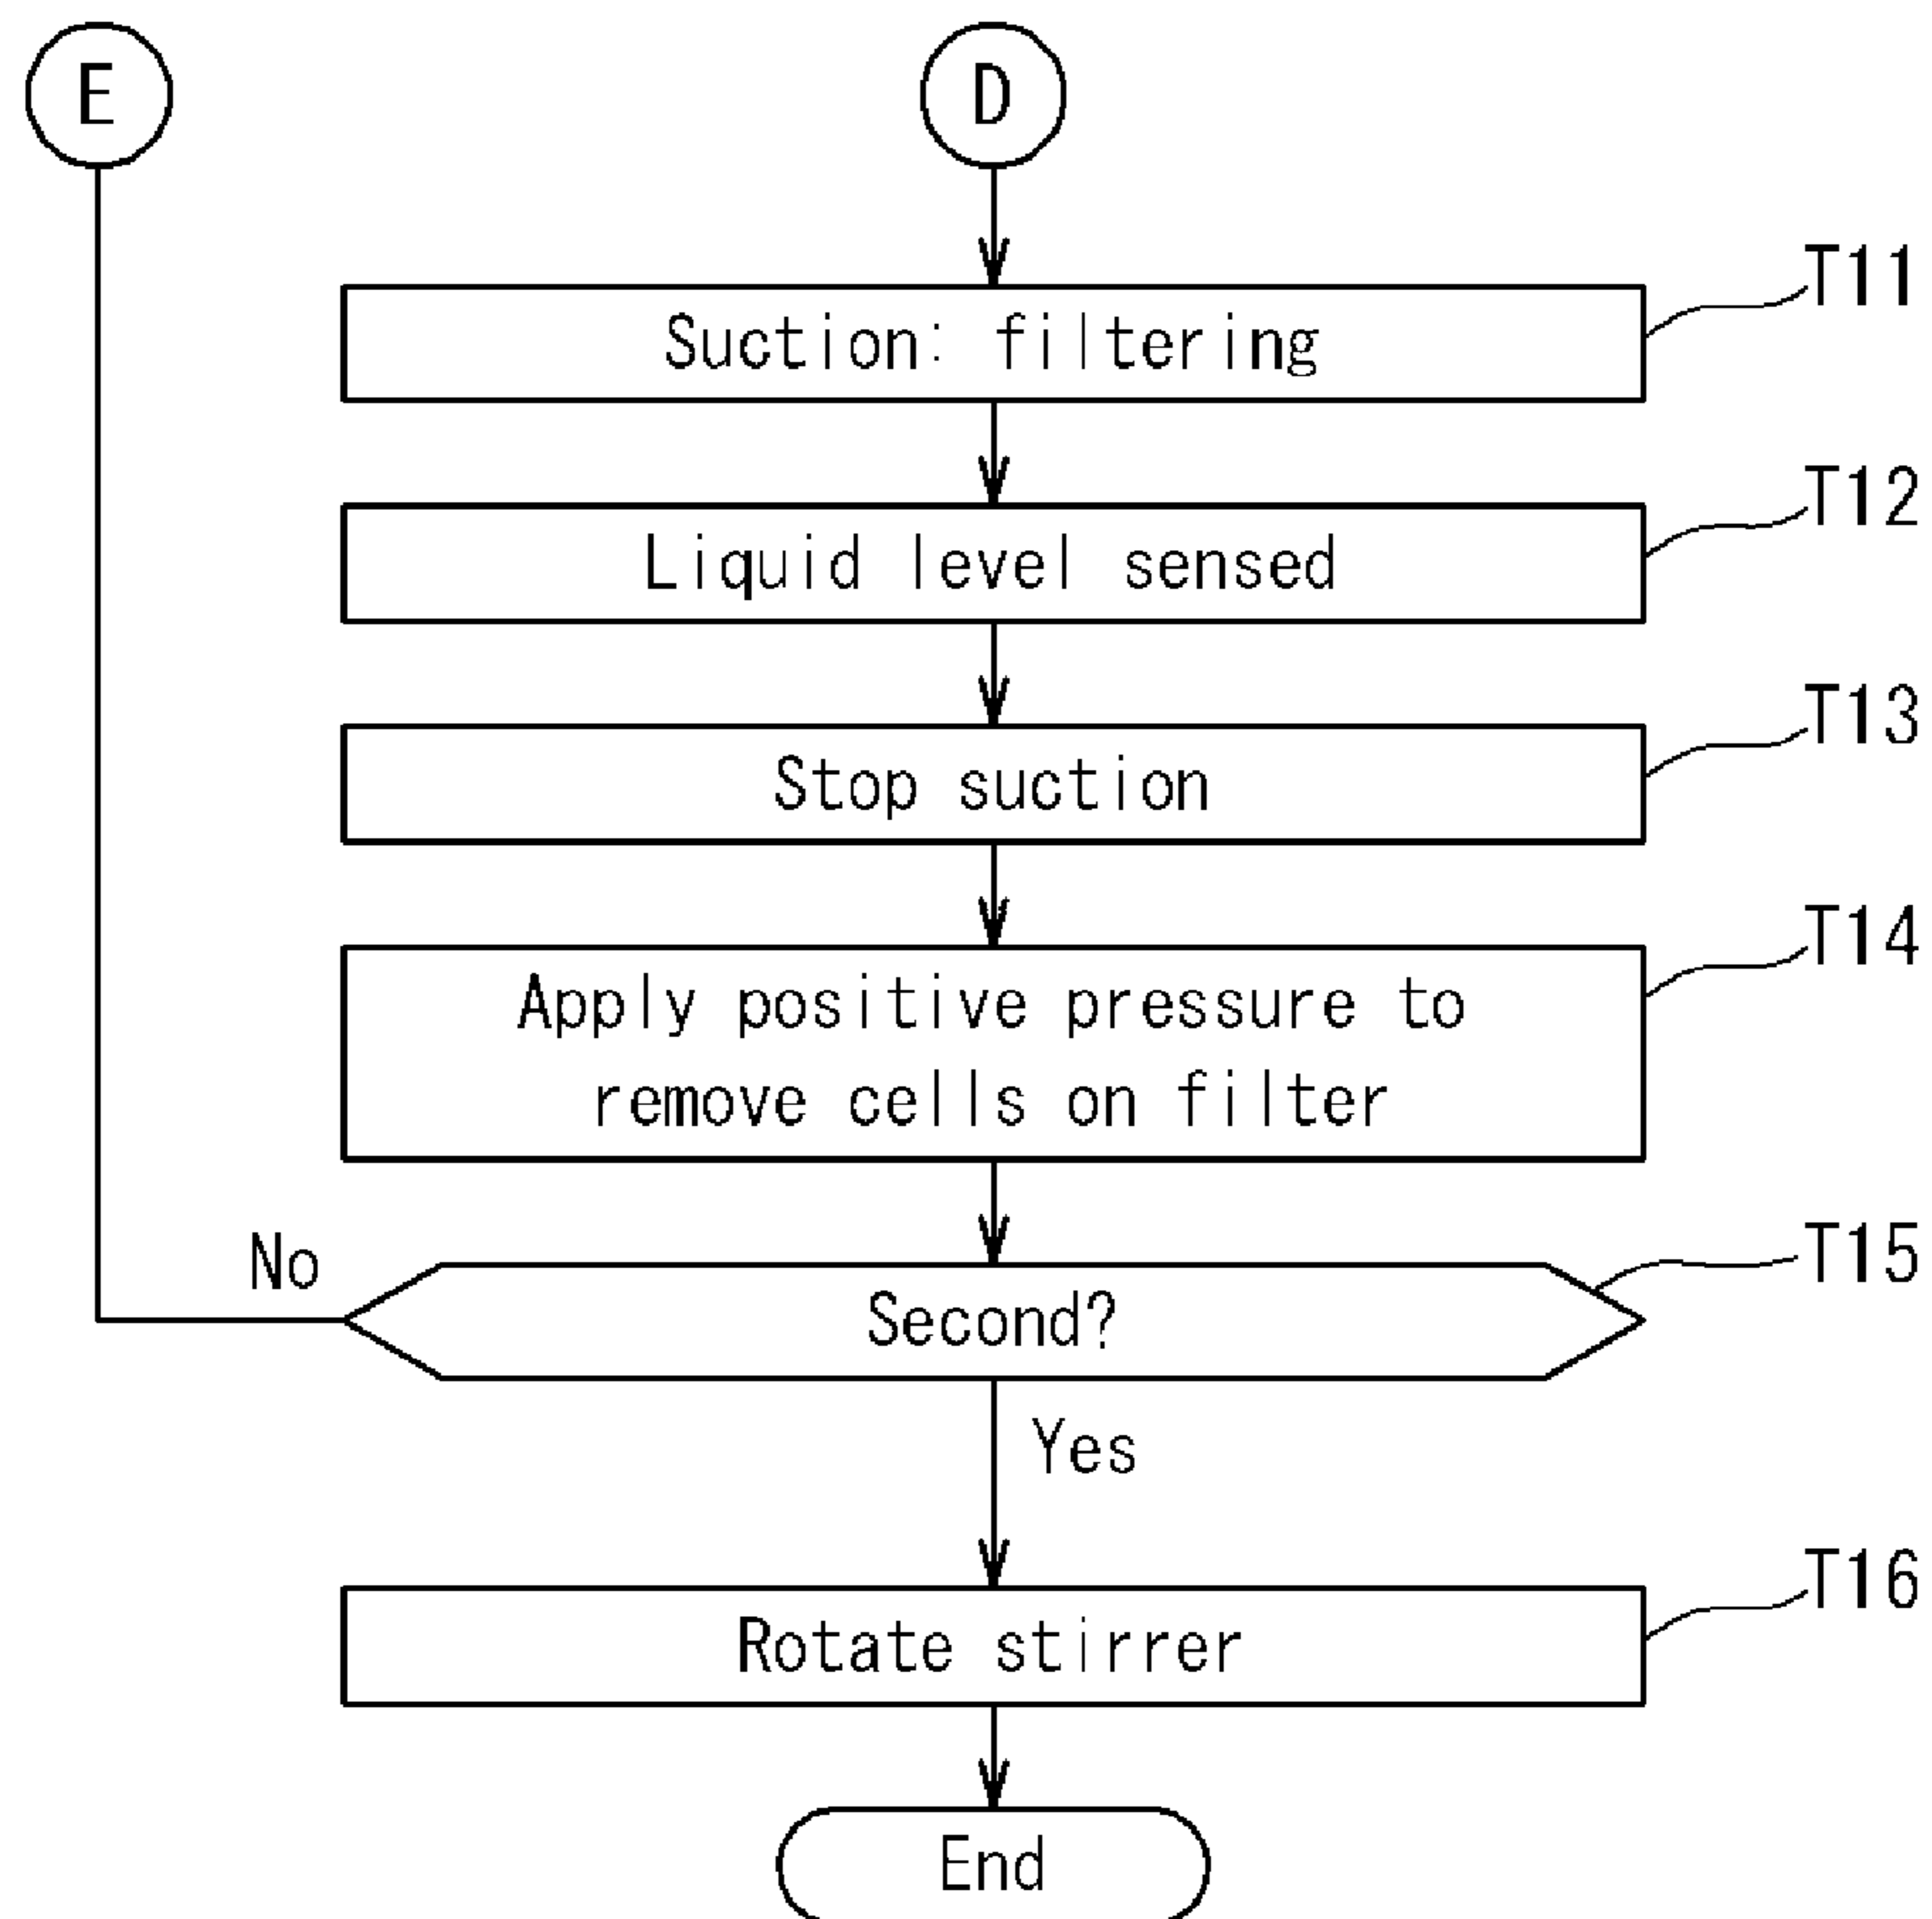 E
D
T11
Suction: filtering
T12
Liquid level sensed
T13
Stop suction
T14
Apply positive pressure to
remove cells on filter
T15
No
Second?
Yes
T16
Rotate stirrer
End